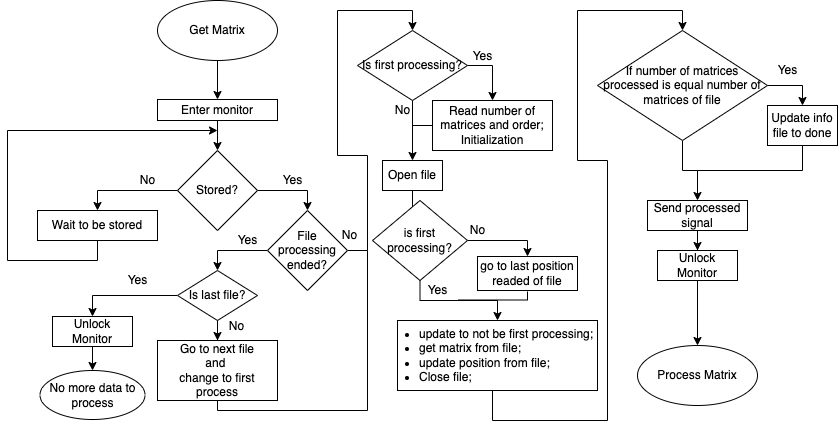 Get Matrix
Enter monitor
Stored?
No
Yes
Wait to be stored
File
processing
ended?
Yes
No
Is last file?
Yes
No
Unlock
Monitor
No more data to
process
Go to next file
and
change to first
process
Is first processing?
Yes
No
Read number of
matrices and order;
Initialization
Open file
is first
processing?
No
Yes
go to last position
readed of file
• update to not be first processing;
• get matrix from file;
• update position from file;
• Close file;
If number of matrices
processed is equal number of
matrices of file
Yes
Update info
file to done
Send processed
signal
Unlock
Monitor
Process Matrix